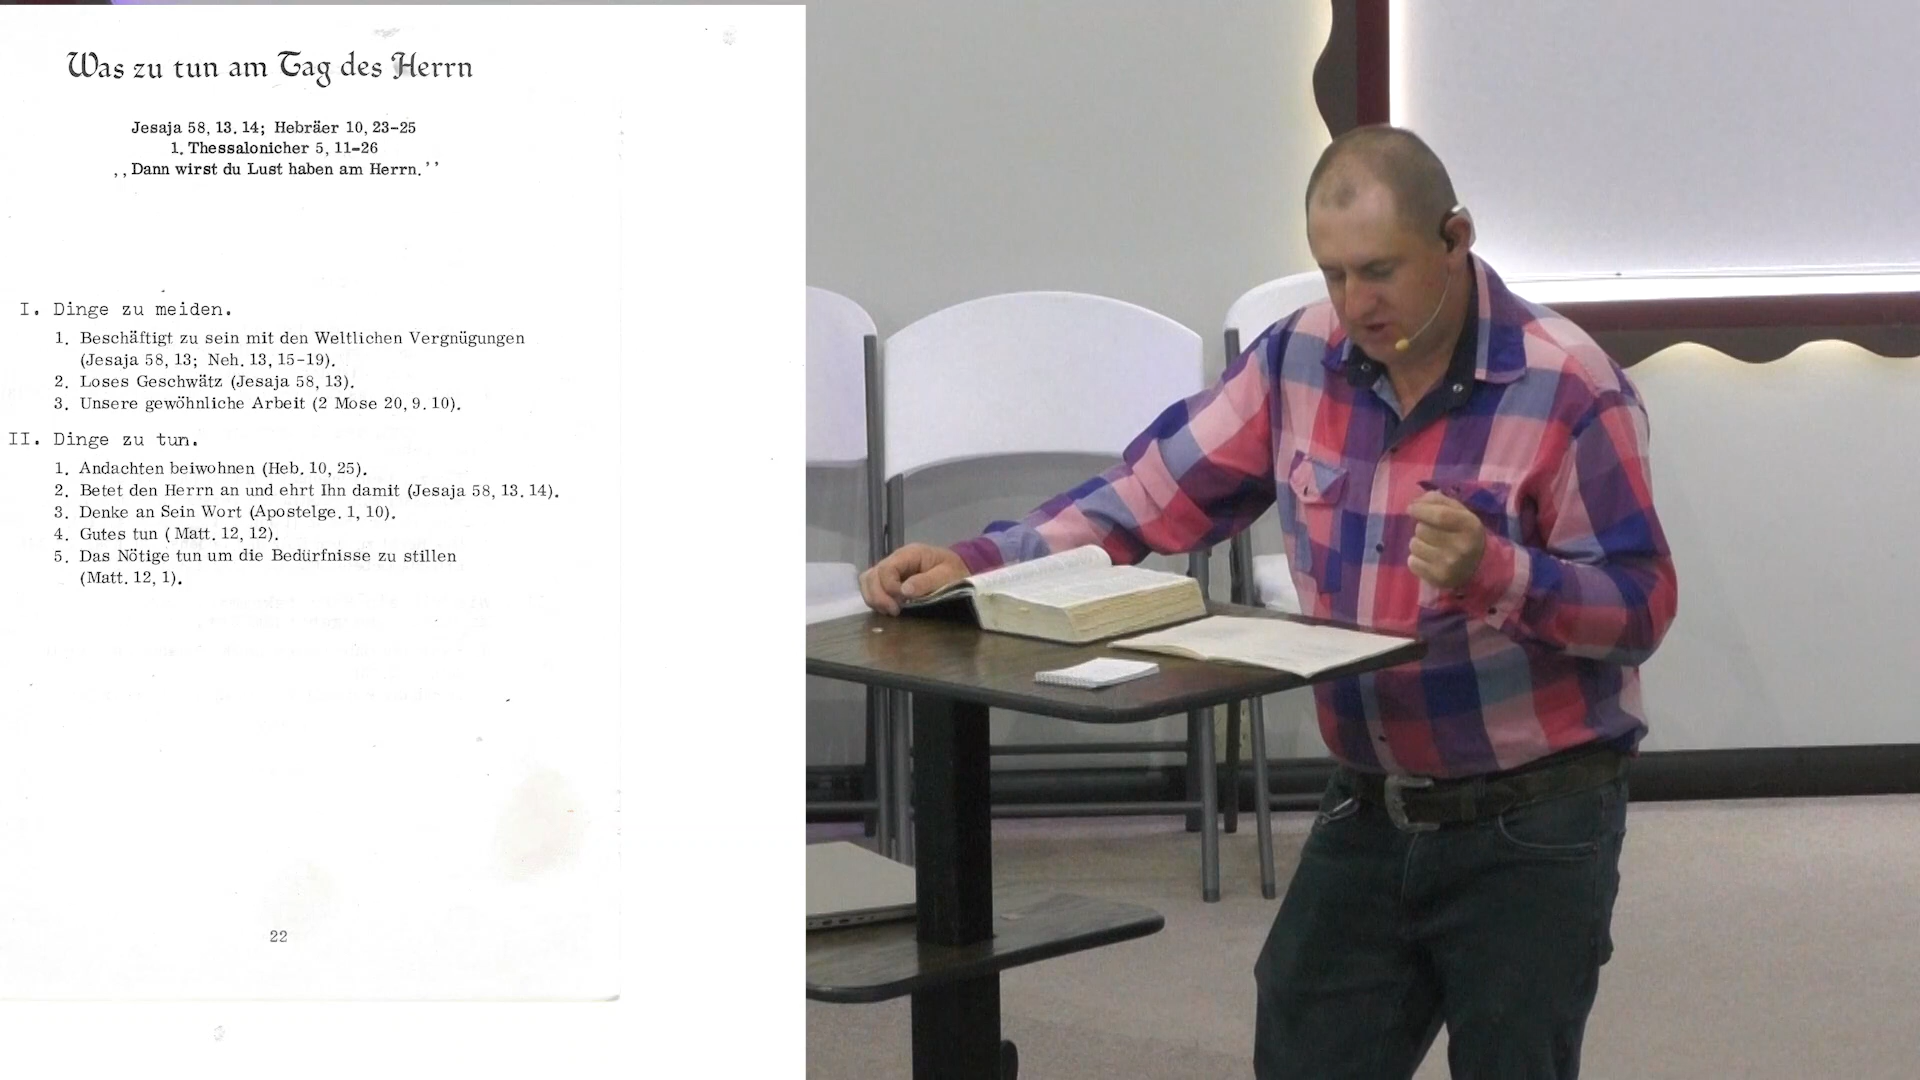 Was zu tun am Tag des Herrn
Jesaja 58, 13. 14; Hebräer 10, 23-25
1. Thessalonicher 5, 11-26
,,Dann wirst du Lust haben am Herrn.’’
I. Dinge zu meiden.
1. Beschäftigt zu sein mit den Weltlichen Vergnügungen
(Jesaja 58, 13; Neh. 13, 15-19).
2. Loses Geschwätz (Jesaja 58, 13).
3. Unsere gewöhnliche Arbeit (2 Mose 20, 9. 10).
II. Dinge zu tun.
1. Andachten beiwohnen (Heb. 10, 25).
2. Betet den Herrn an und ehrt Ihn damit (Jesaja 58, 13. 14).
3. Denke an Sein Wort (Apostelge. 1, 10).
4. Gutes tun ( Matt. 12, 12).
5. Das Nötige tun um die Bedürfnisse zu stillen
(Matt. 12, 1).
22